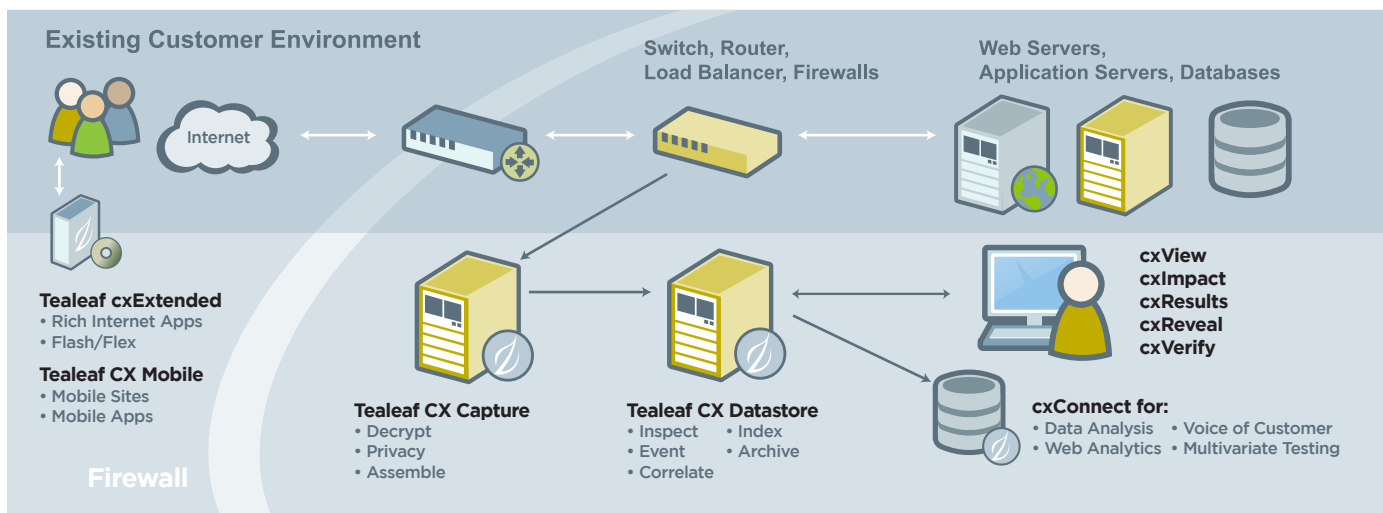 Existing Customer Environment
Switch, Router,
Load Balancer, Firewalls
Web Servers,
Application Servers, Databases
Internet
Tealeaf cxExtended
• Rich Internet Apps
• Flash/Flex
Tealeaf CX Mobile
• Mobile Sites
• Mobile Apps
Firewall
Tealeaf CX Capture
• Decrypt
• Privacy
• Assemble
Tealeaf CX Datastore
• Inspect • Index
• Event • Archive
• Correlate
cxView
cxImpact
cxResults
cxReveal
cxVerify
cxConnect for:
• Data Analysis • Voice of Customer
• Web Analytics • Multivariate Testing